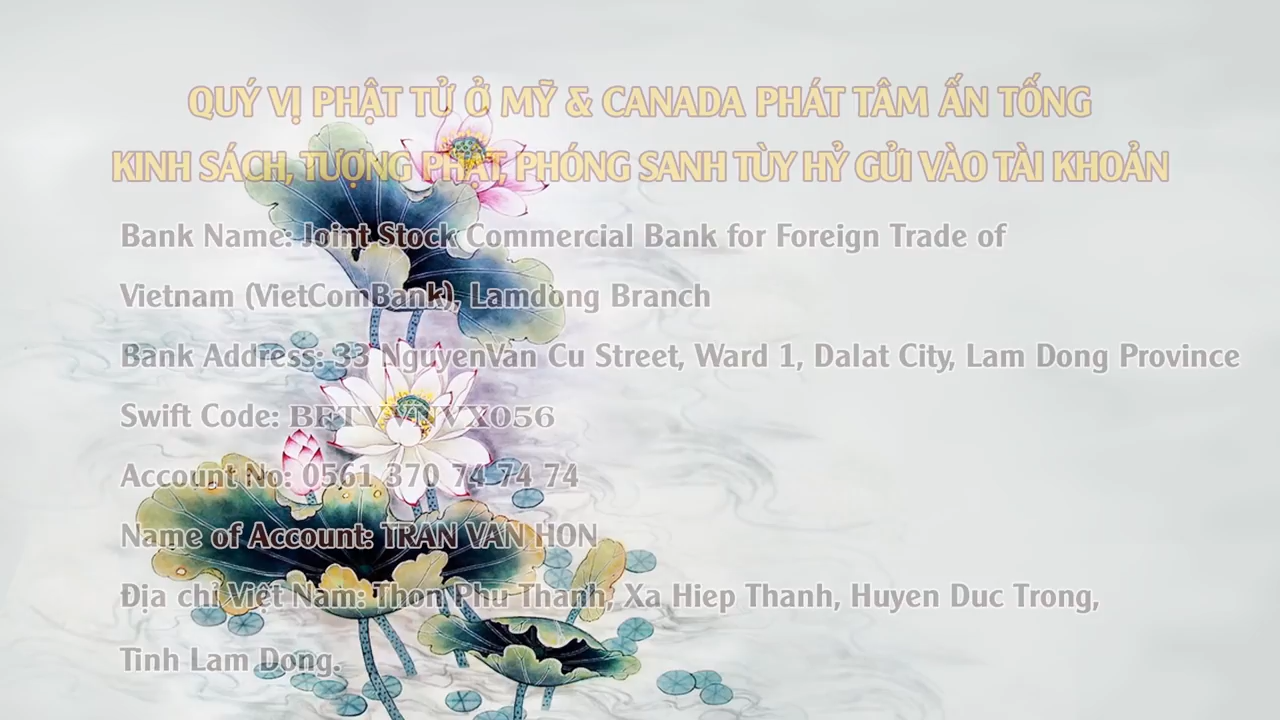 QUÝ VỊ PHẬT TỬ Ở MỸ & CANADA PHÁT TÂM ẤN TỐNG
KINH SÁCH, TƯỢNG PHẬT, PHÓNG SANH TÙY HỶ GỬI VÀO TÀI KHOẢN
Bank Name: Joint Stock Commercial Bank for Foreign Trade of
Vietnam (VietComBank), Lamdong Branch
Bank Address: 33 NguyenVan Cu Street, Ward 1, Dalat City, Lam Dong Province
Swift Code: BFTVVNVX056
Account No: 0561 370 74 74 74
Name of Account: TRAN VAN HON
Địa chỉ Việt Nam: Thon Phu Thanh, Xa Hiep Thanh, Huyen Duc Trong,
Tinh Lam Dong.